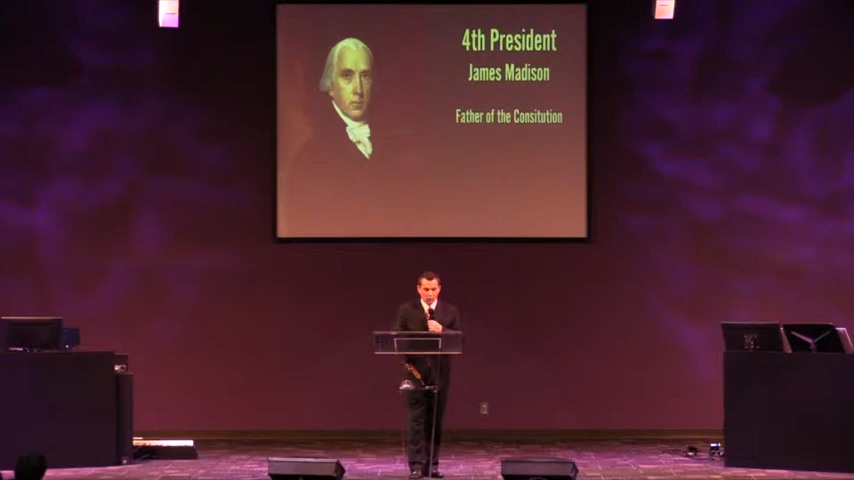 4th President
James Madison
Father of the Consitution